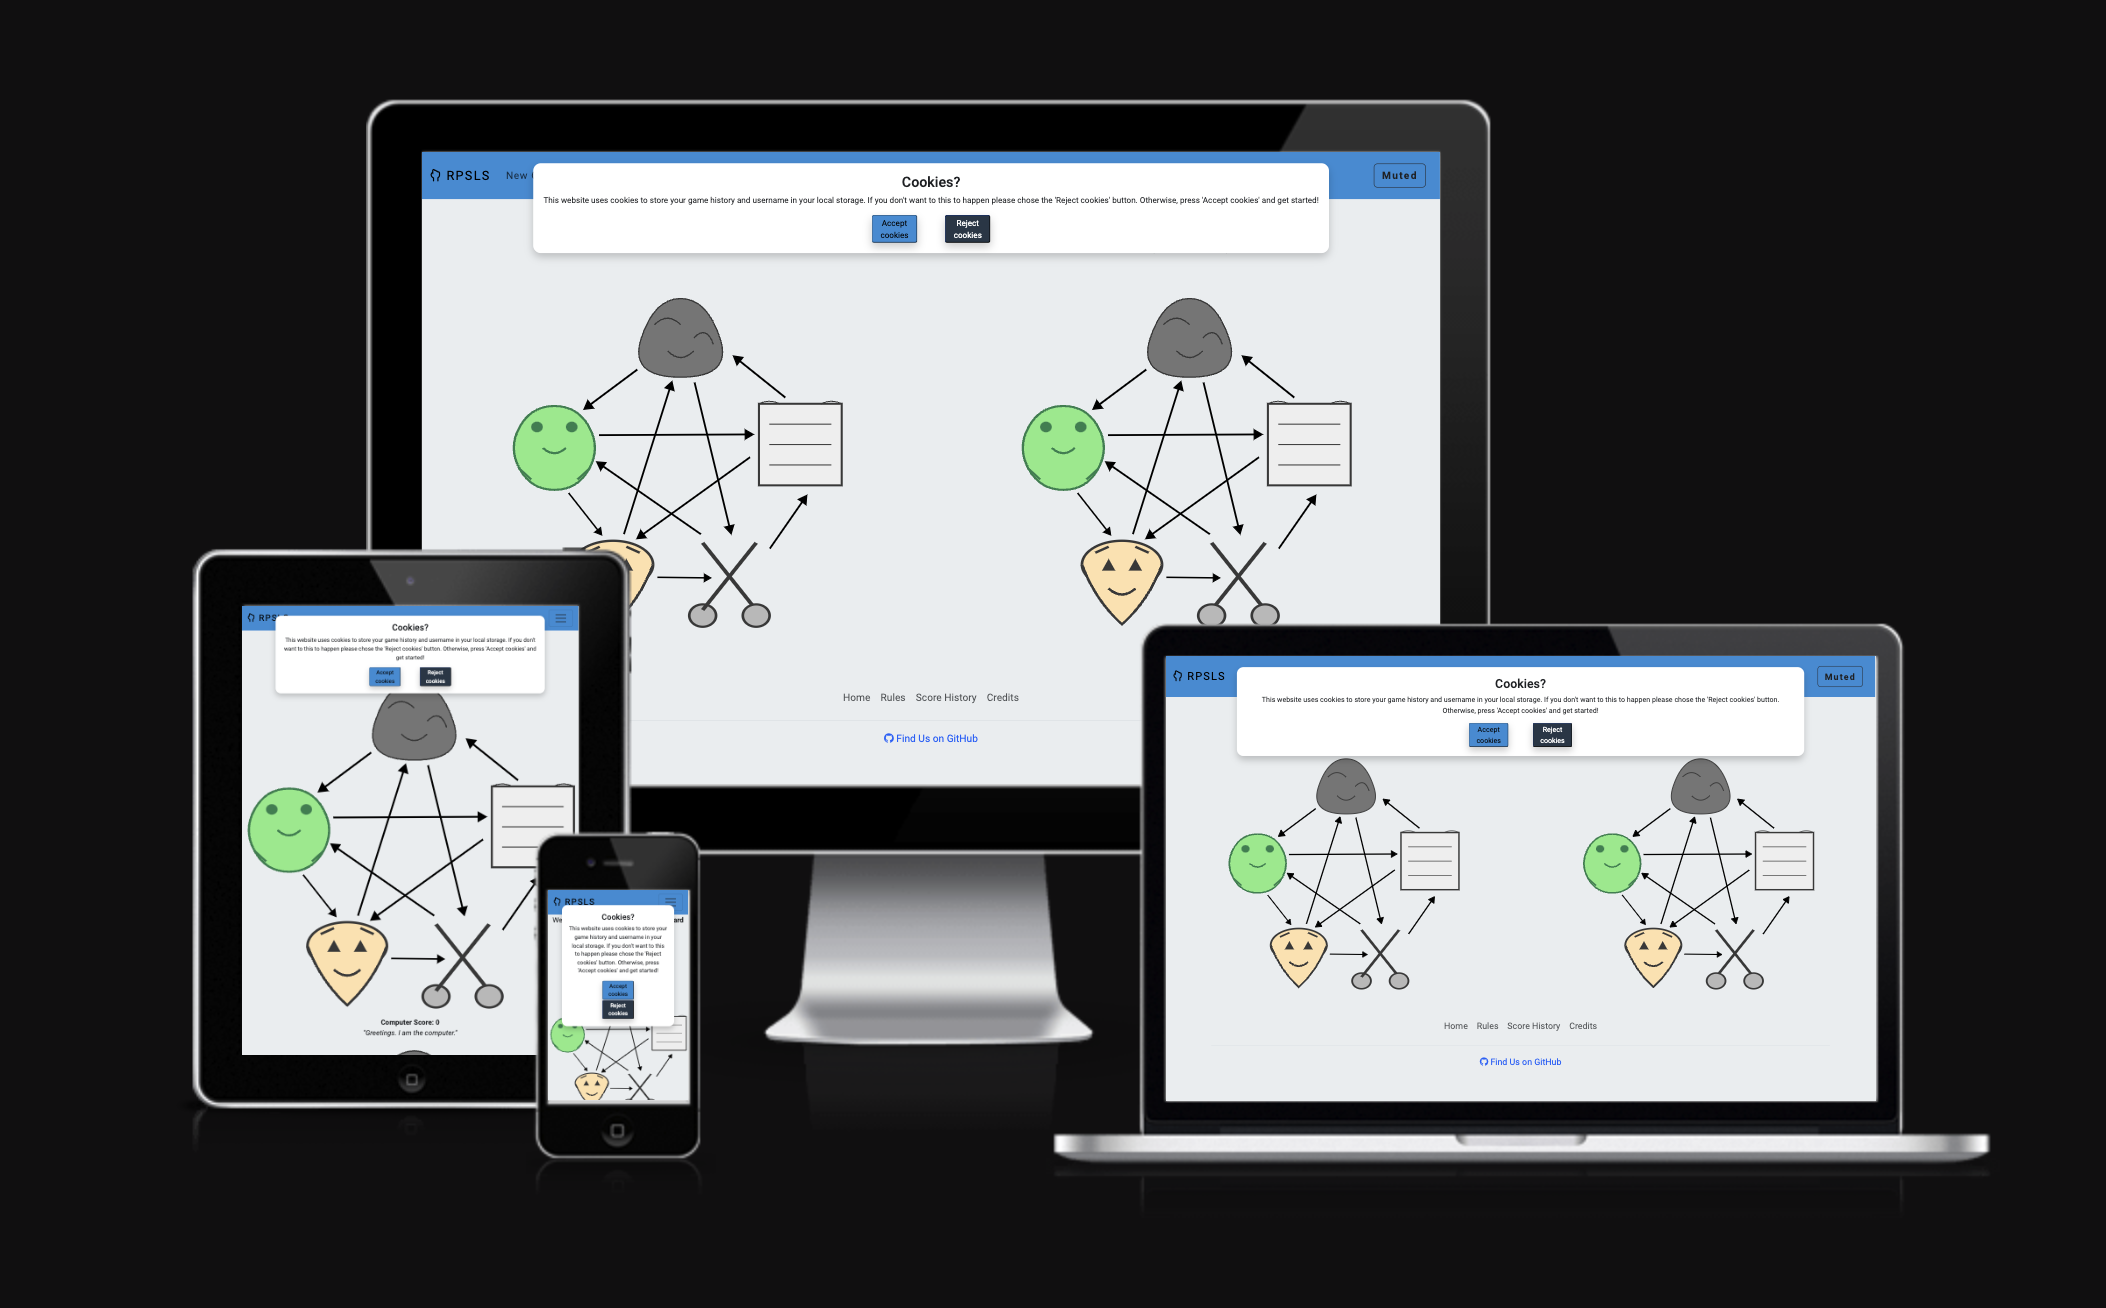 RPSLS New
Muted
Cookies?
This website uses cookies to store your game history and username in your local storage. If you don't want to this to happen please chose the 'Reject cookies' button. Otherwise, press 'Accept cookies' and get started!
Accept
cookies
Reject
cookies
Home Rules Score History Credits
Find Us on GitHub
RPSLS
Cookies?
This website uses cookies to store your game history and username in your local storage. If you don't
want to this to happen please chose the 'Reject cookies' button. Otherwise, press 'Accept cookies' and
get started!
Accept
cookies
Reject
cookies
Computer Score: 0
"Greetings. I am the computer."
RPSLS
Cookies?
This website uses cookies to store your
game history and username in your
local storage. If you don't want to this
to happen please chose the 'Reject
cookies' button. Otherwise, press
'Accept cookies' and get started!
Accept
cookies
Reject
cookies
RPSLS
Muted
Cookies?
This website uses cookies to store your game history and username in your local storage. If you don't want to this to happen please chose the 'Reject cookies' button.
Otherwise, press 'Accept cookies' and get started!
Accept
cookies
Reject
cookies
Home Rules Score History Credits
Find Us on GitHub